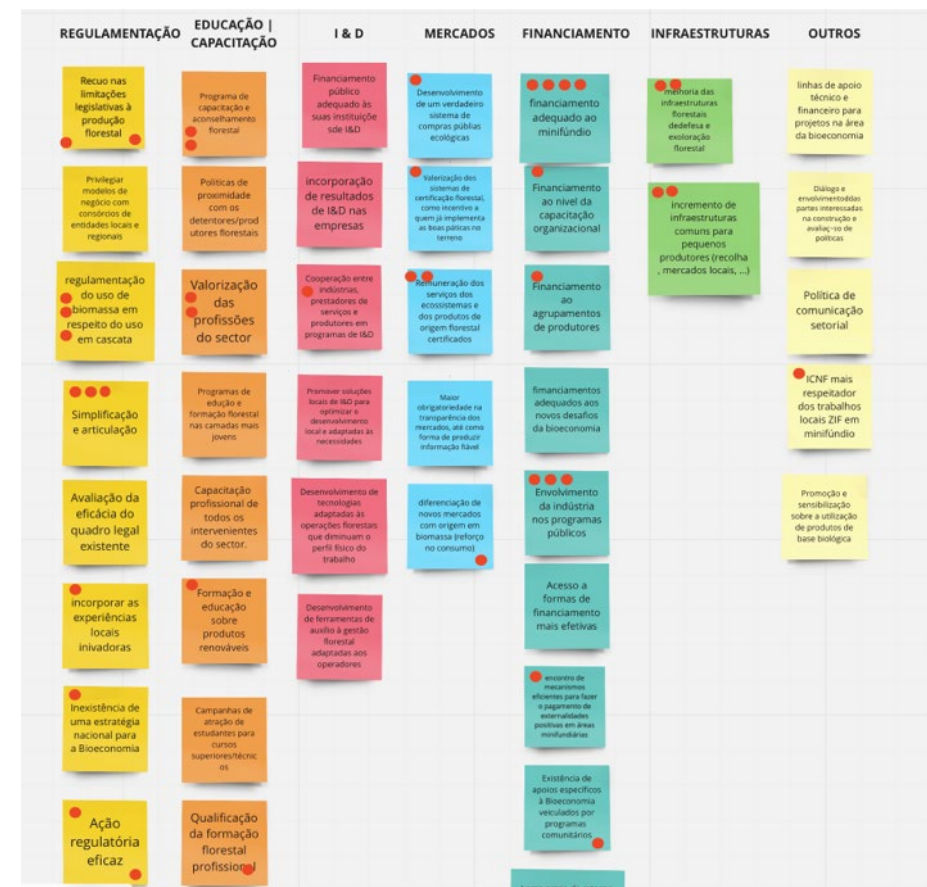 REGULAMENTAÇÃO
Recuo nas
limitações
legislativas à
produção
florestal
Privilegiar
modelos de
negócio com
consórcios de
entidades locais e
regionais
regulamentação
do uso de
biomassa em
respeito do uso
em cascata
Simplificação
e articulação
Avaliação da
eficácia do
quadro legal
existente
incorporar as
experiências
locais
inivadoras
Inexistência de
uma estratégia
nacional para
a Bioeconomia
Ação
regulatória
eficaz
EDUCAÇÃO |
CAPACITAÇÃO
Programa de
capacitação e
aconselhamento
florestal
Politicas de
proximidade
com os
detentores/prod
utores florestais
Valorização
das
profissões
do sector
Programas de
edução e
formação florestal
nas camadas mais
jovens
Capacitação
profissional de
todos os
intervenientes
do sector.
Formação e
educação
sobre
produtos
renováveis
Campanhas de
atração de
estudantes para
cursos
superiores/técnic
os
Qualificação
da formação
florestal
profissional
I & D
Financiamento
público
adequado às
suas instituiçõe
sde I&D
incorporação
de resultados
de I&D nas
empresas
Cooperação entre
indústrias,
prestadores de
serviços e
produtores em
programas de I&D
Promover soluções
locais de I&D para
optimizar o
desenvolvimento
local e adaptadas às
necessidades
Desenvolvimento de
tecnologias
adaptadas às
operações florestais
que diminuam o
perfil físico do
trabalho
Desenvolvimento
de ferramentas de
auxílio à gestão
florestal
adaptadas aos
operadores
MERCADOS
Desenvolvimento
de um verdadeiro
sistema de
compras públias
ecológicas
Valorização dos
sistemas de
certificação florestal,
como incentivo a
quem já implementa
as boas páticas no
terreno
Remuneração dos
serviços dos
ecossistemas e
dos produtos de
origem florestal
certificados
Maior
obrigatoriedade na
transparência dos
mercados, até como
forma de produzir
informação fiável
diferenciação de
novos mercados
com origem em
biomassa (reforço
no consumo)
FINANCIAMENTO
financiamento
adequado ao
minifúndio
Financiamento
ao nível da
capacitação
organizacional
Financiamento
ao
agrupamentos
de produtores
fimanciamentos
adequados aos
novos desafios
da bioeconomia
Envolvimento
da indústria
nos programas
públicos
Acesso a
formas de
financiamento
mais efetivas
encontro de
mecanismos
eficientes para fazer
o pagamento de
externalidades
positivas em áreas
minifundiárias
Existência de
apoios específicos
à Bioeconomia
veiculados por
programas
comunitários
INFRAESTRUTURAS
melhoria das
infraestruturas
florestais
dedefesa e
exoloração
florestal
incremento de
infraestruturas
comuns para
pequenos
produtores (recolha
, mercados locais, ...)
OUTROS
linhas de apoio
técnico e
financeiro para
projetos na área
da bioeconomia
Diálogo e
envolvimentoddas
partes interessadas
na construção e
avaliaç~so de
políticas
Política de
comunicação
setorial
ICNF mais
respeitador
dos trabalhos
locais ZIF em
minifúndio
Promoção e
sensibilização
sobre a utilização
de produtos de
base biológica